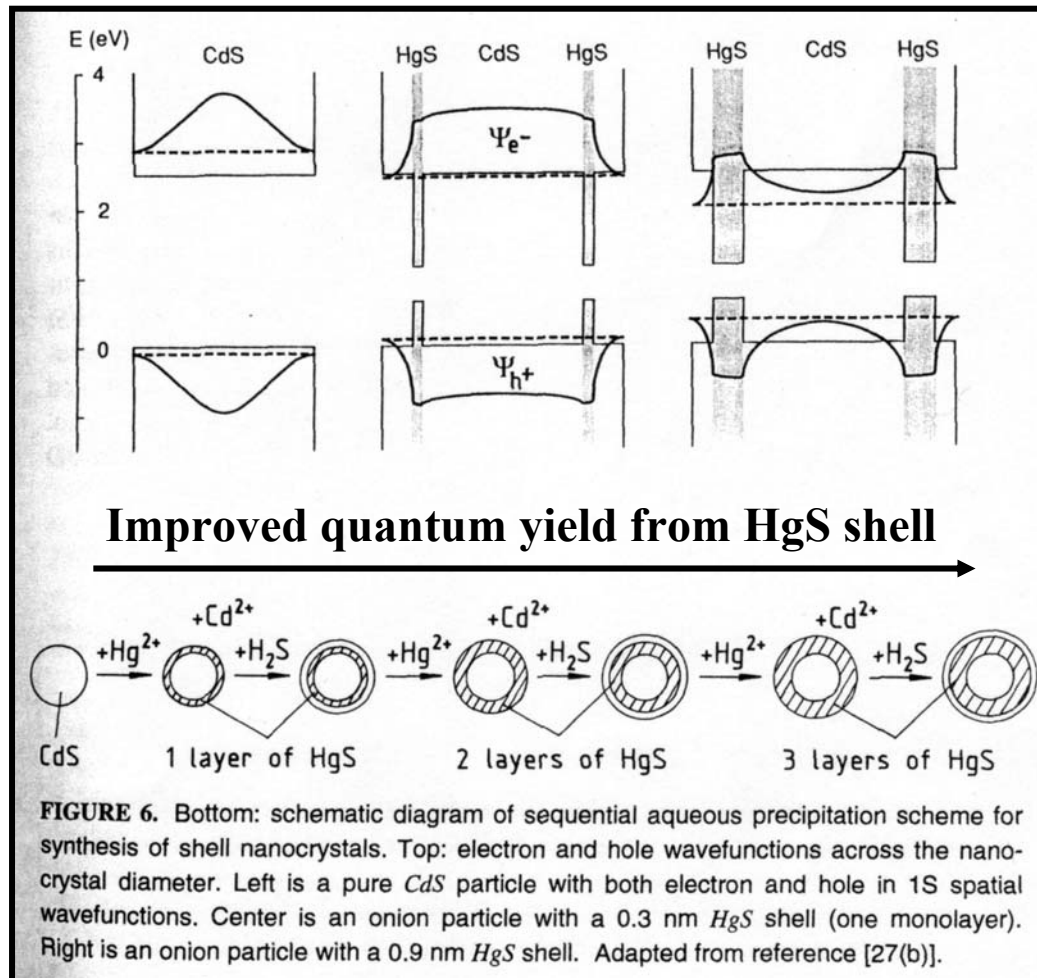 E (eV)
CdS
HgS CdS HgS
HgS CdS HgS
4
2
0
Ψe-
Ψh+
Improved quantum yield from HgS shell
+Cd²⁺ +Cd²⁺ +Cd²⁺
+Hg²⁺ +H₂S +Hg²⁺ +H₂S +Hg²⁺ +H₂S
CdS 1 layer of HgS 2 layers of HgS 3 layers of HgS
FIGURE 6. Bottom: schematic diagram of sequential aqueous precipitation scheme for
synthesis of shell nanocrystals. Top: electron and hole wavefunctions across the nano-
crystal diameter. Left is a pure CdS particle with both electron and hole in 1S spatial
wavefunctions. Center is an onion particle with a 0.3 nm HgS shell (one monolayer).
Right is an onion particle with a 0.9 nm HgS shell. Adapted from reference [27(b)].